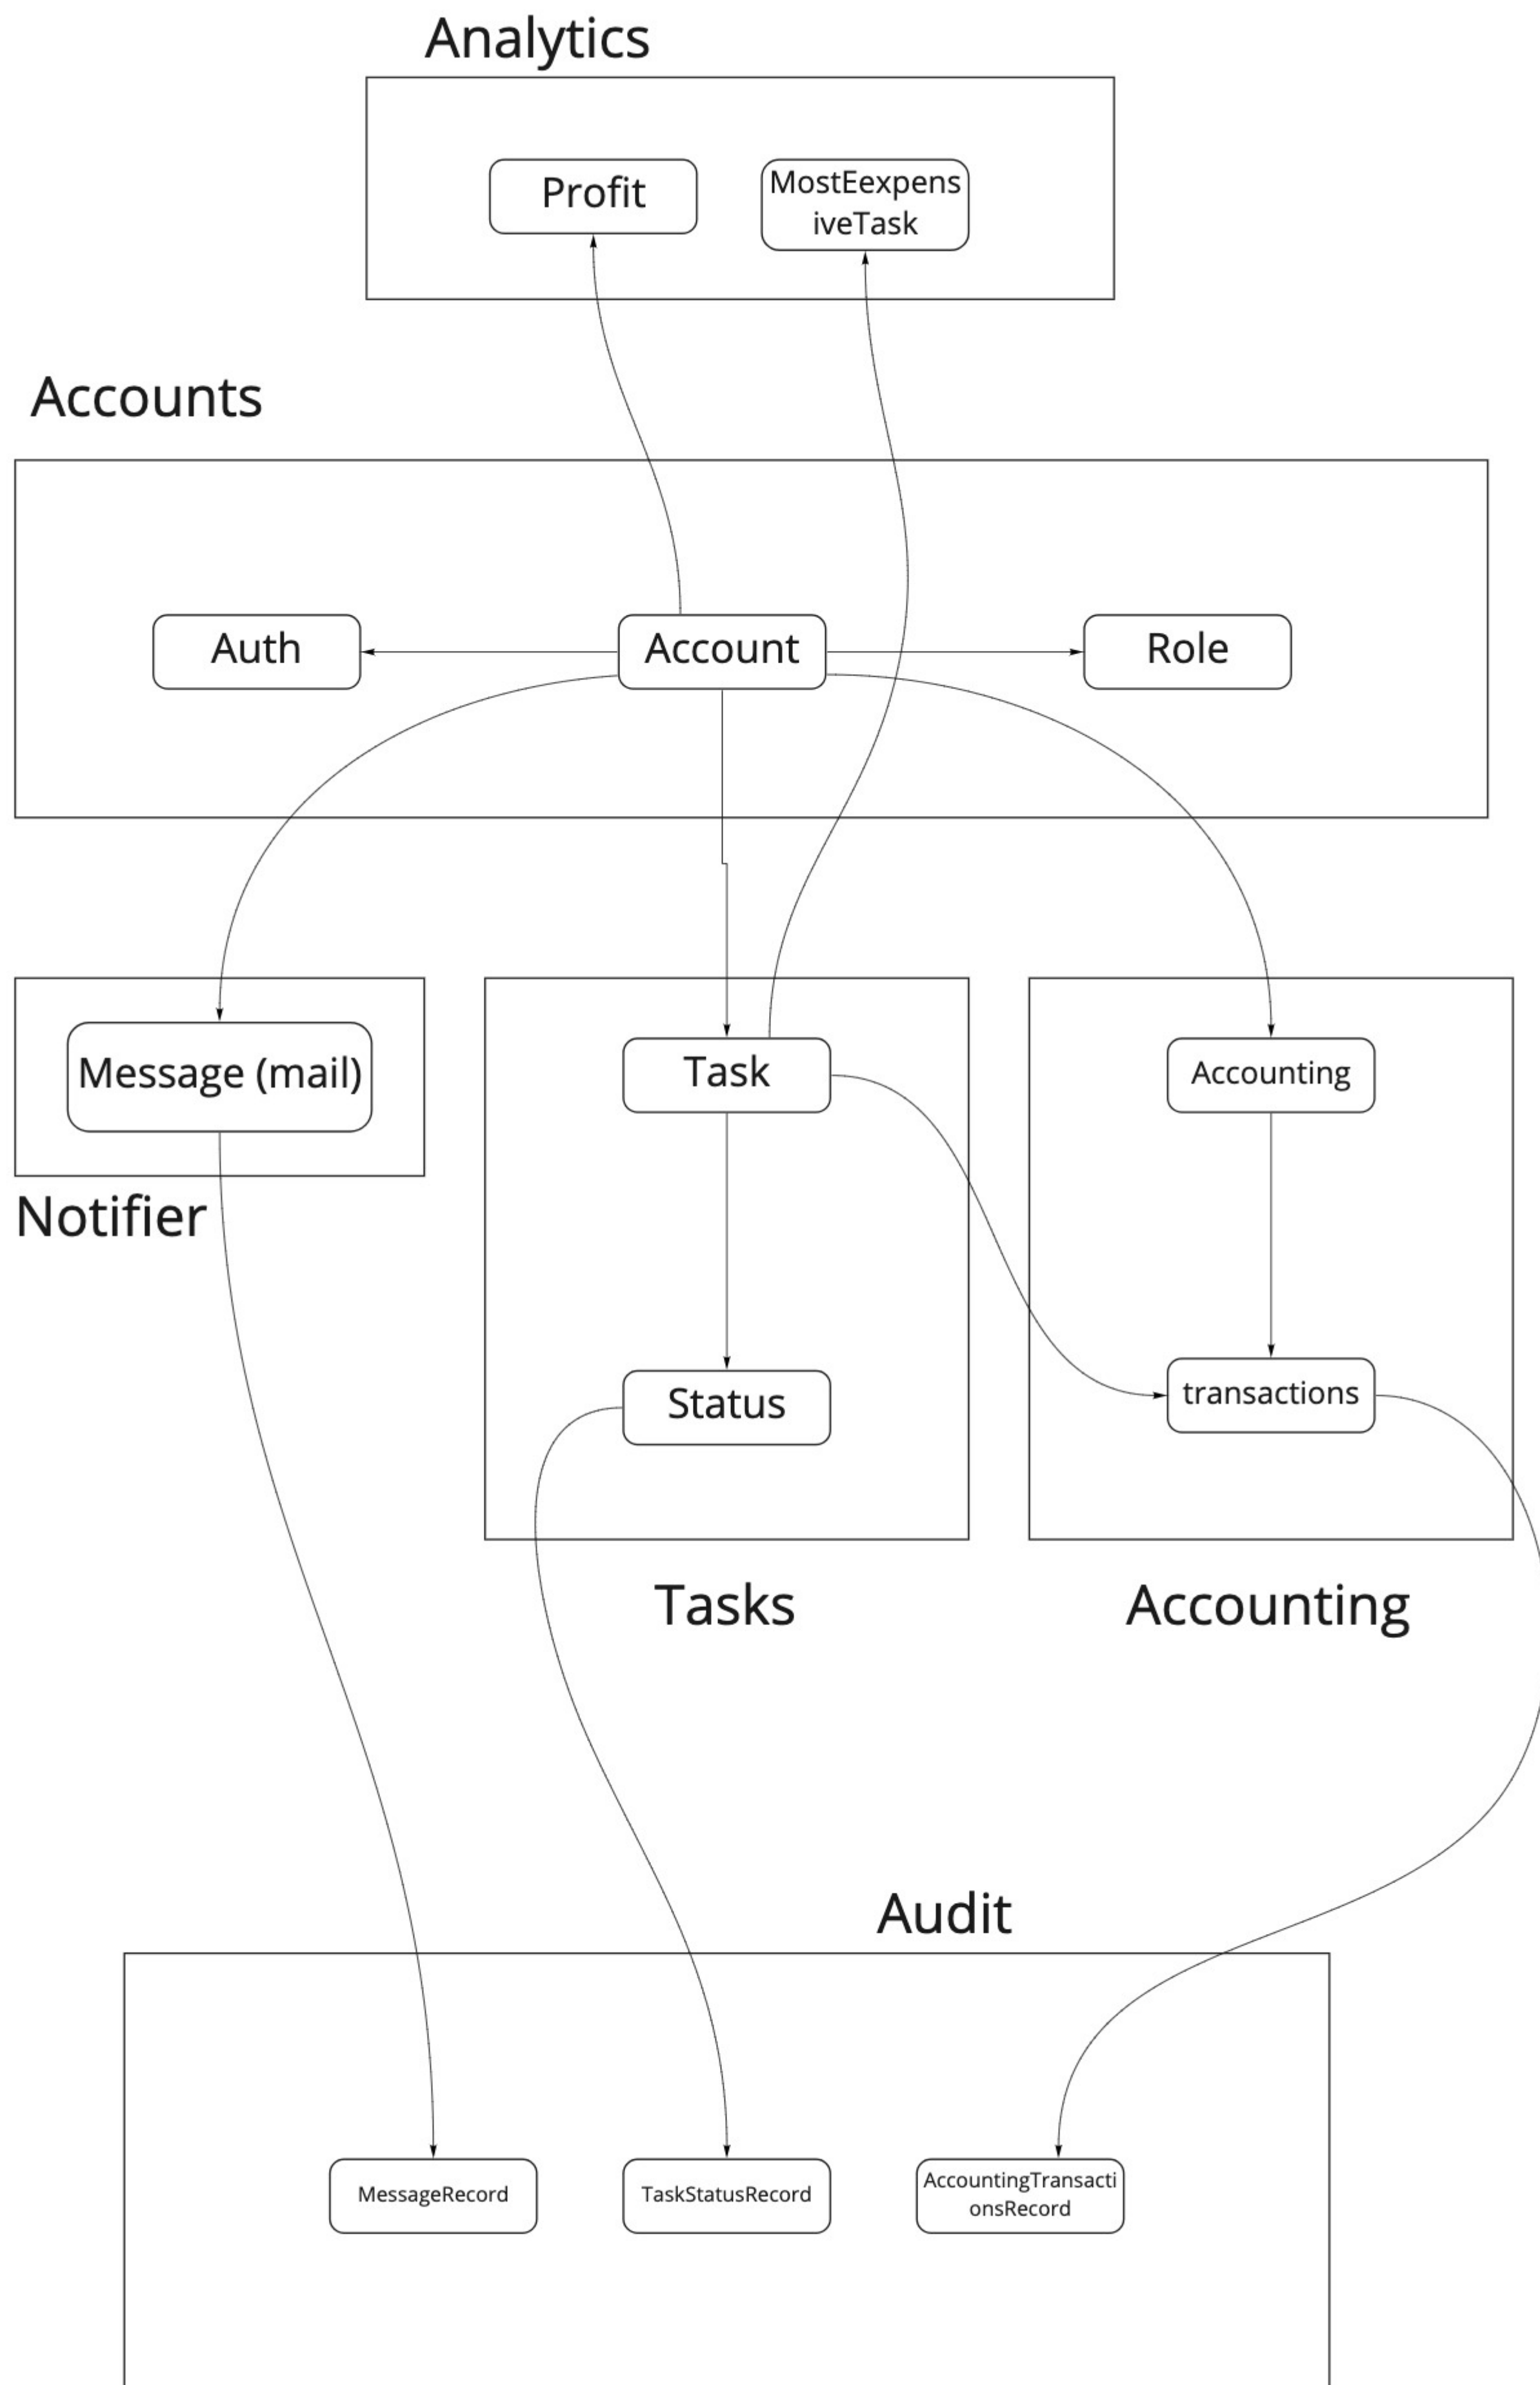 Analytics
Profit
MostEexpens
iveTask
Accounts
Auth
Account
Role
Message (mail)
Task
Accounting
Notifier
Status
transactions
Tasks
Accounting
Audit
MessageRecord
TaskStatusRecord
AccountingTransacti
onsRecord